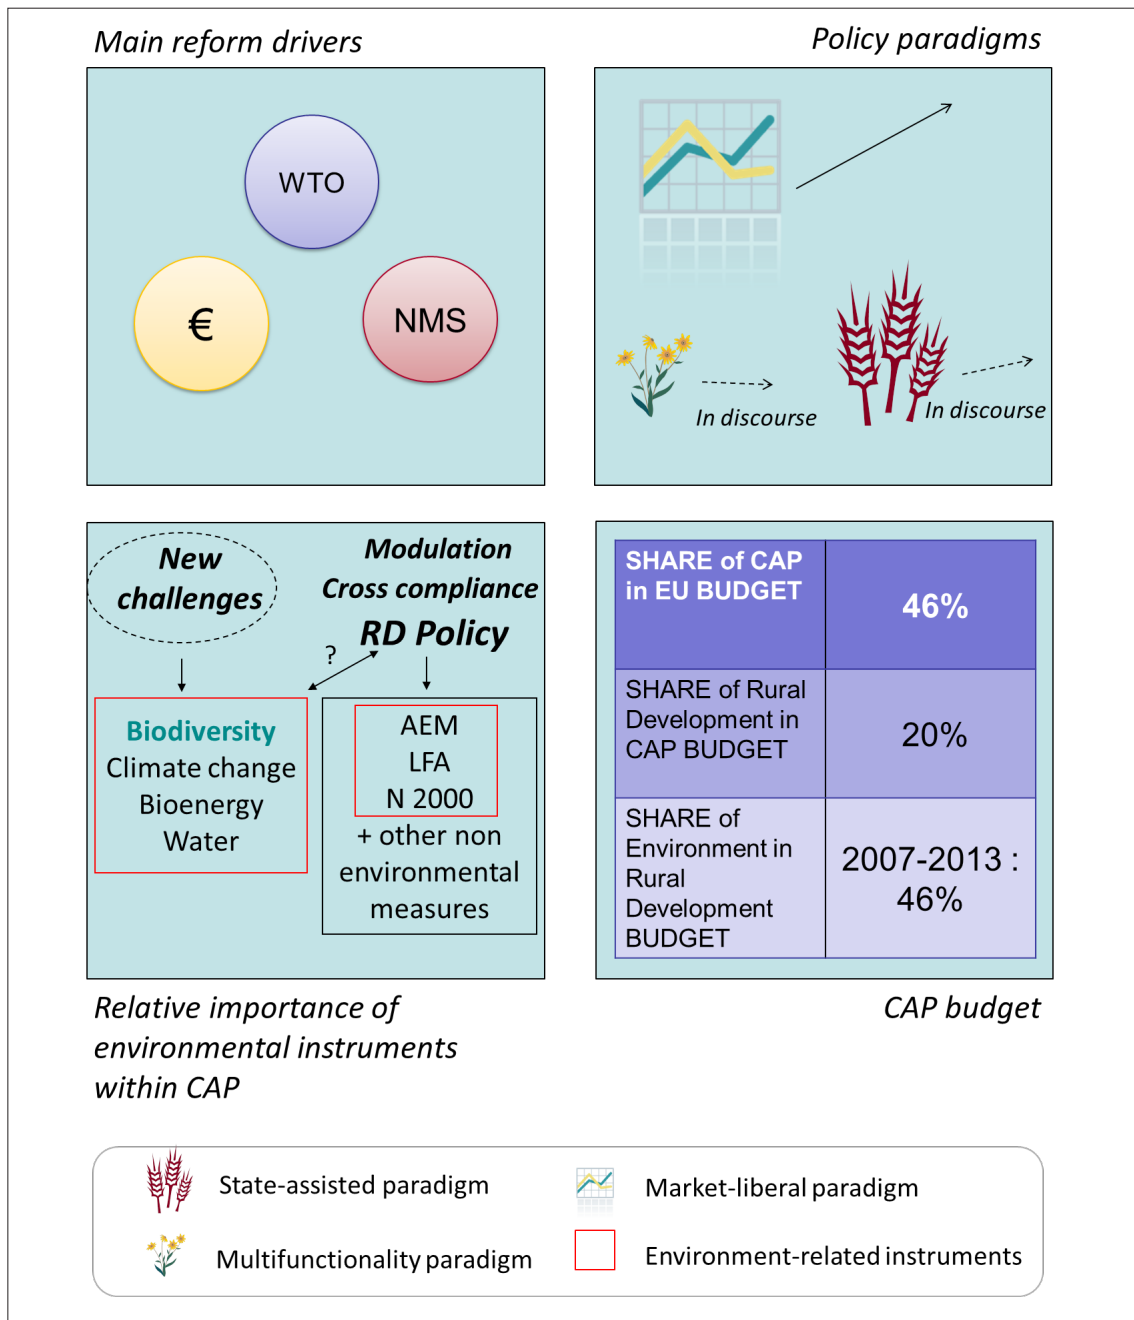 Main reform drivers
Policy paradigms
WTO
€
NMS
In discourse
In discourse
New
challenges
Modulation
Cross compliance
RD Policy
?
Biodiversity
Climate change
Bioenergy
Water
AEM
LFA
N 2000
+ other non
environmental
measures
SHARE of CAP
in EU BUDGET
46%
SHARE of Rural
Development in
CAP BUDGET
20%
SHARE of
Environment in
Rural
Development
BUDGET
2007-2013 :
46%
Relative importance of
environmental instruments
within CAP
CAP budget
State-assisted paradigm
Market-liberal paradigm
Multifunctionality paradigm
Environment-related instruments